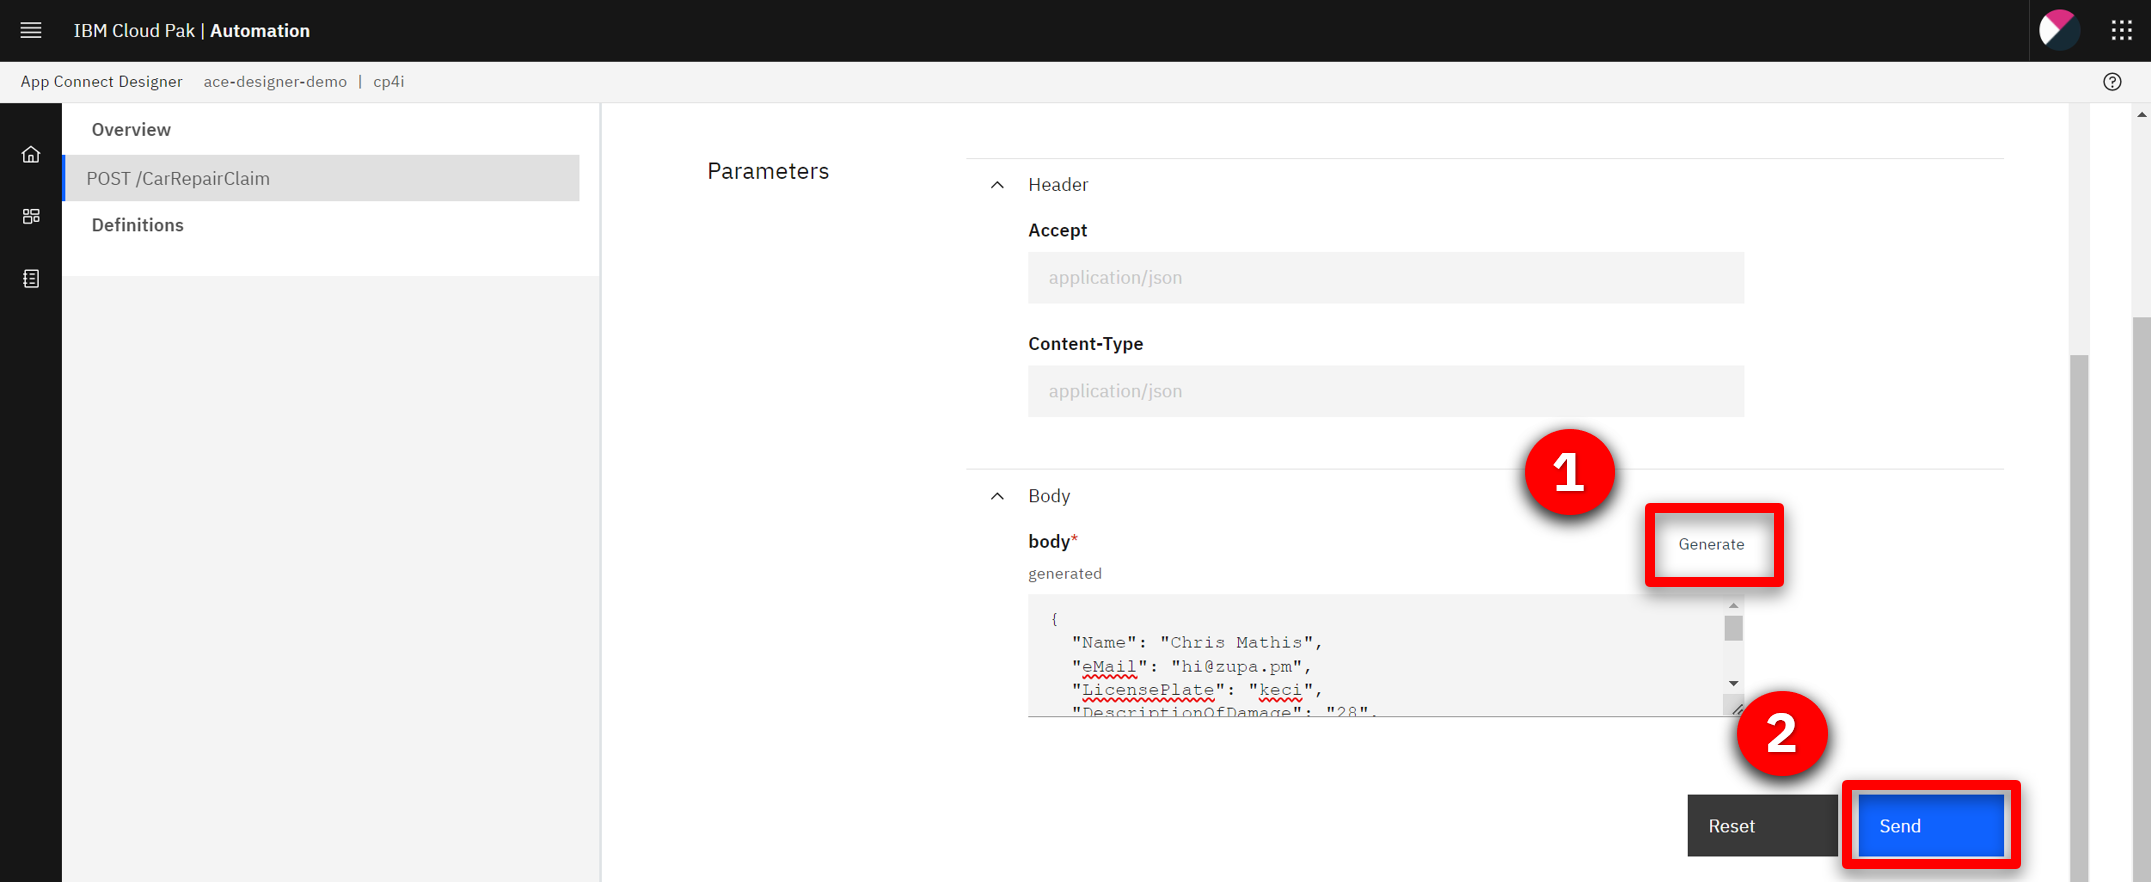 IBM Cloud Pak | Automation
App Connect Designer ace-designer-demo | cp4i
Overview
POST /CarRepairClaim
Definitions
Parameters
Header
Accept
application/json
Content-Type
application/json
1
Body
body*
Generate
generated
{
"Name": "Chris Mathis",
"eMail": "hi@zupa.pm",
"LicensePlate": "keci",
"DescriptionOfDamage": "28",
2
Reset
Send